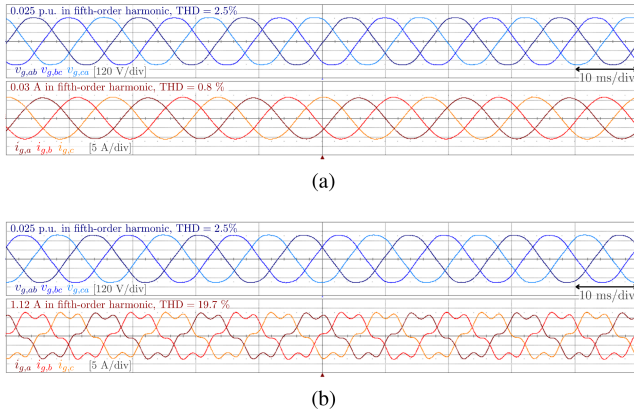 0.025 p.u. in fifth-order harmonic, THD = 2.5%
v_{g,ab} v_{g,bc} v_{g,ca} [120 V/div]
10 ms/div
0.03 A in fifth-order harmonic, THD = 0.8 %
i_{g,a} i_{g,b} i_{g,c} [5 A/div]
(a)
0.025 p.u. in fifth-order harmonic, THD = 2.5%
v_{g,ab} v_{g,bc} v_{g,ca} [120 V/div]
10 ms/div
1.12 A in fifth-order harmonic, THD = 19.7 %
i_{g,a} i_{g,b} i_{g,c} [5 A/div]
(b)